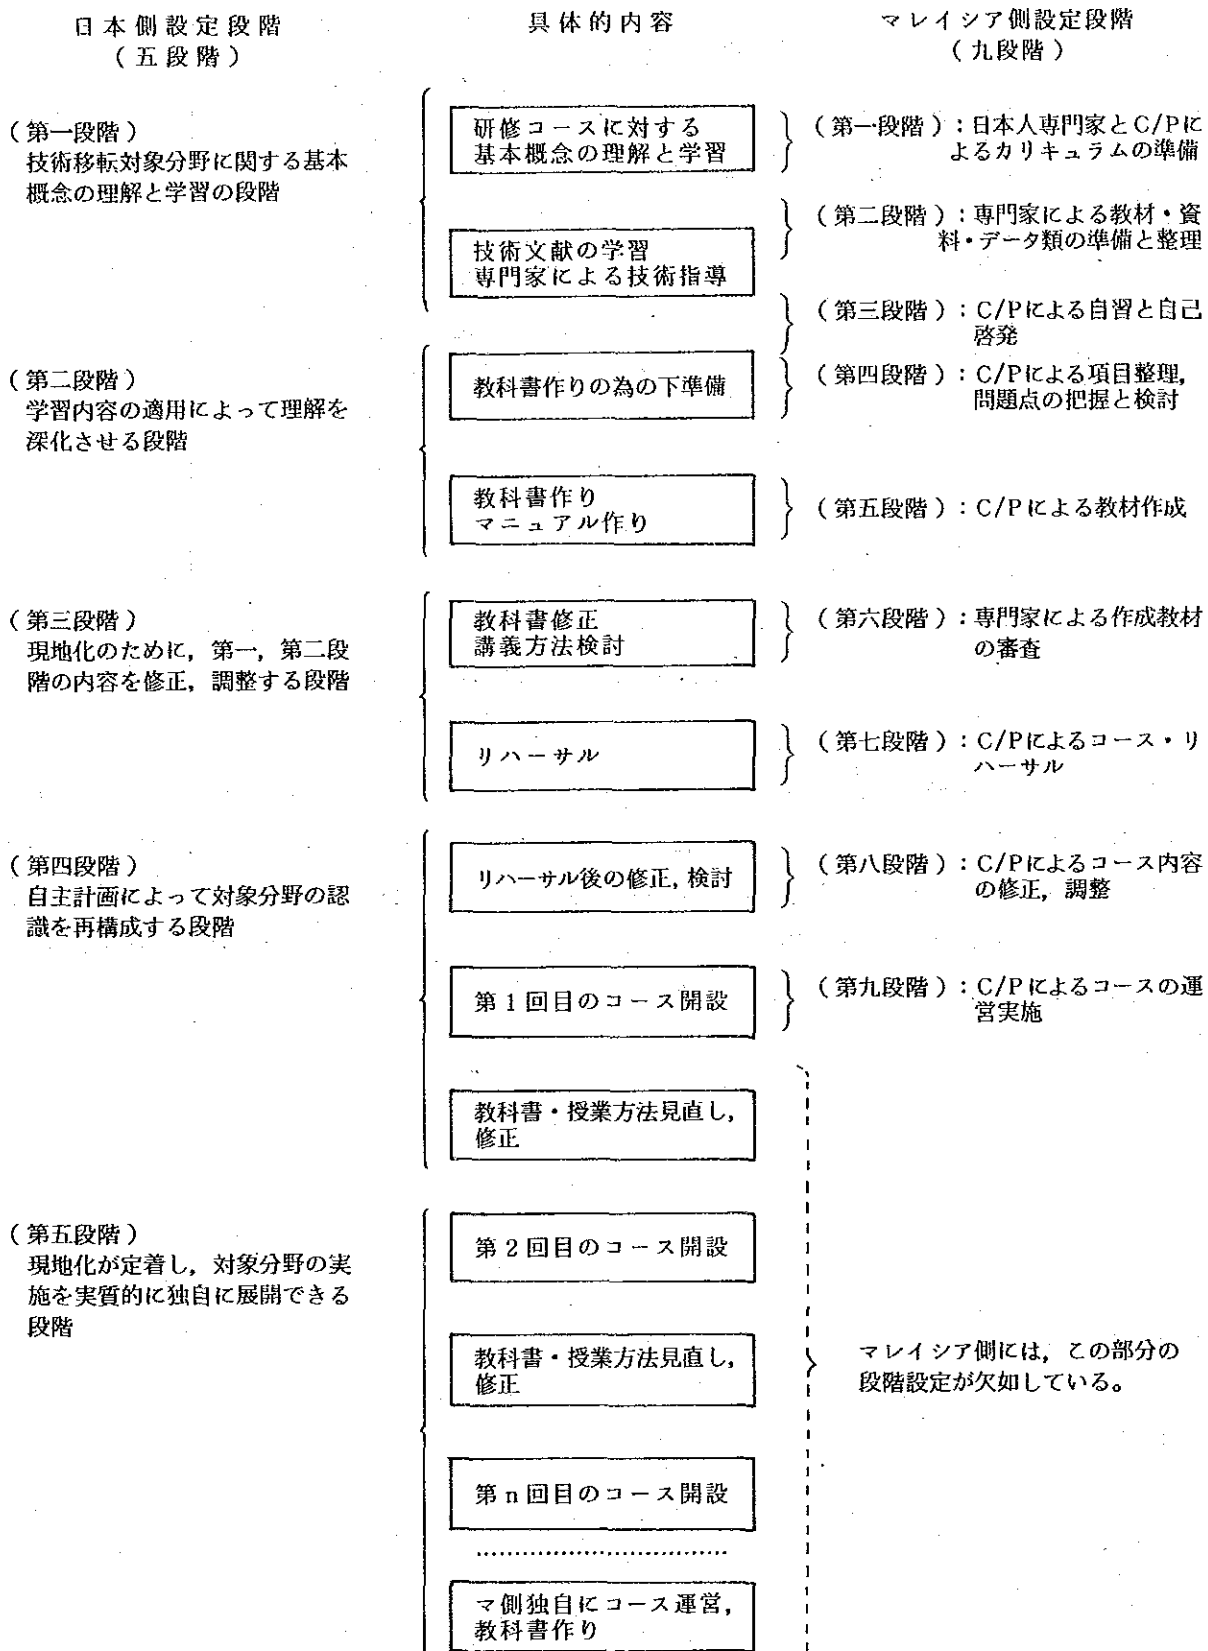 日本側設定段階
(五段階)
(第一段階)
技術移転対象分野に関する基本
概念の理解と学習の段階
(第二段階)
学習内容の適用によって理解を
深化させる段階
(第三段階)
現地化のために,第一,第二段
階の内容を修正,調整する段階
(第四段階)
自主計画によって対象分野の認
識を再構成する段階
(第五段階)
現地化が定着し,対象分野の実
施を実質的に独自に展開できる
段階
具体的内容
研修コースに対する
基本概念の理解と学習
技術文献の学習
専門家による技術指導
教科書作りの為の下準備
教科書作り
マニュアル作り
教科書修正
講義方法検討
リハーサル
リハーサル後の修正,検討
第1回目のコース開設
教科書・授業方法見直し,
修正
第2回目のコース開設
教科書・授業方法見直し,
修正
第n回目のコース開設
..............................
マ側独自にコース運営,
教科書作り
マレイシア側設定段階
(九段階)
(第一段階):日本人専門家とC/Pに
よるカリキュラムの準備
(第二段階):専門家による教材・資
料・データ類の準備と整理
(第三段階):C/Pによる自習と自己
啓発
(第四段階):C/Pによる項目整理,
問題点の把握と検討
(第五段階):C/Pによる教材作成
(第六段階):専門家による作成教材
の審査
(第七段階):C/Pによるコース・リ
ハーサル
(第八段階):C/Pによるコース内容
の修正,調整
(第九段階):C/Pによるコースの運
営実施
マレイシア側には,この部分の
段階設定が欠如している。